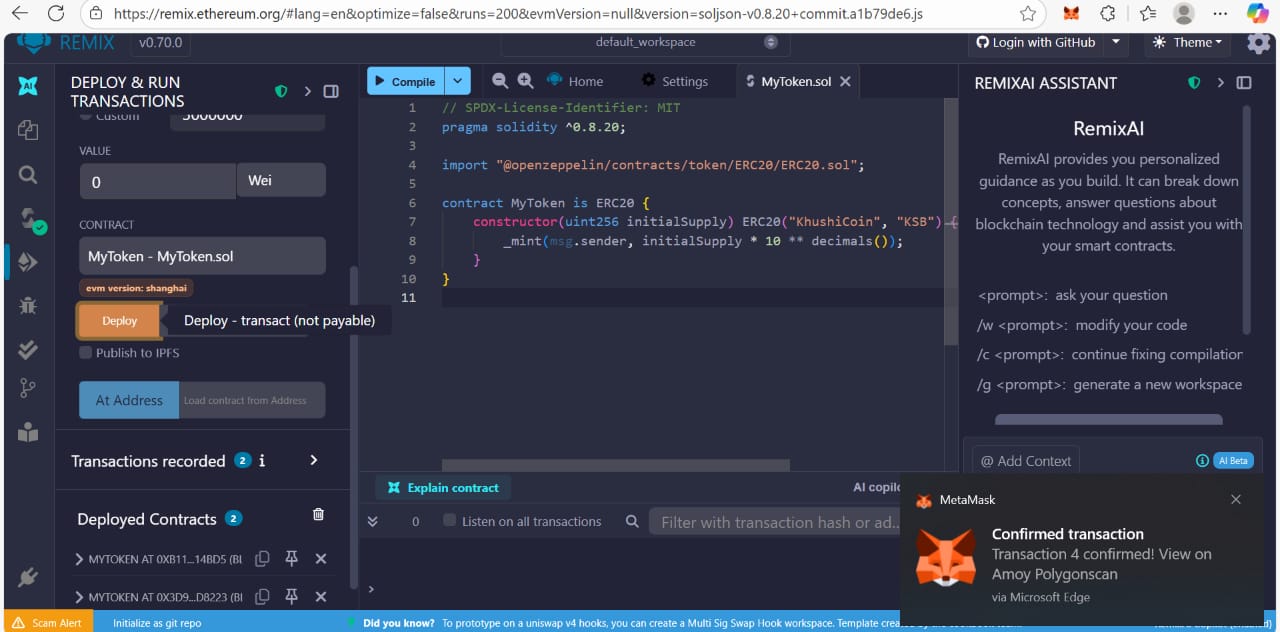 https://remix.ethereum.org/#lang=en&optimize=false&runs=200&evmVersion=null&version=soljson-v0.8.20+commit.a1b79de6.js
REMIX v0.70.0
default_workspace
Login with GitHub
Theme
DEPLOY & RUN
TRANSACTIONS
Custom 3000000
VALUE
0 Wei
CONTRACT
MyToken - MyToken.sol
evm version: shanghai
Deploy
Deploy - transact (not payable)
Publish to IPFS
At Address Load contract from Address
Transactions recorded 2 i
Deployed Contracts 2
MYTOKEN AT 0XB11...14BD5 (BL
MYTOKEN AT 0X3D9...D8223 (BI
Compile
Home
Settings
MyToken.sol
1 // SPDX-License-Identifier: MIT
2 pragma solidity ^0.8.20;
3
4 import "@openzeppelin/contracts/token/ERC20/ERC20.sol";
5
6 contract MyToken is ERC20 {
7 constructor(uint256 initialSupply) ERC20("KhushiCoin", "KSB") {
8 _mint(msg.sender, initialSupply * 10 ** decimals());
9 }
10 }
11
Explain contract
AI copilo
0 Listen on all transactions
Filter with transaction hash or ad...
>
REMIXAI ASSISTANT
RemixAI
RemixAI provides you personalized
guidance as you build. It can break down
concepts, answer questions about
blockchain technology and assist you with
your smart contracts.
<prompt>: ask your question
/w <prompt>: modify your code
/c <prompt>: continue fixing compilation
/g <prompt>: generate a new workspace
@ Add Context
AI Beta
MetaMask
Confirmed transaction
Transaction 4 confirmed! View on
Amoy Polygonscan
via Microsoft Edge
Scam Alert
Initialize as git repo
Did you know? To prototype on a uniswap v4 hooks, you can create a Multi Sig Swap Hook workspace. Template created